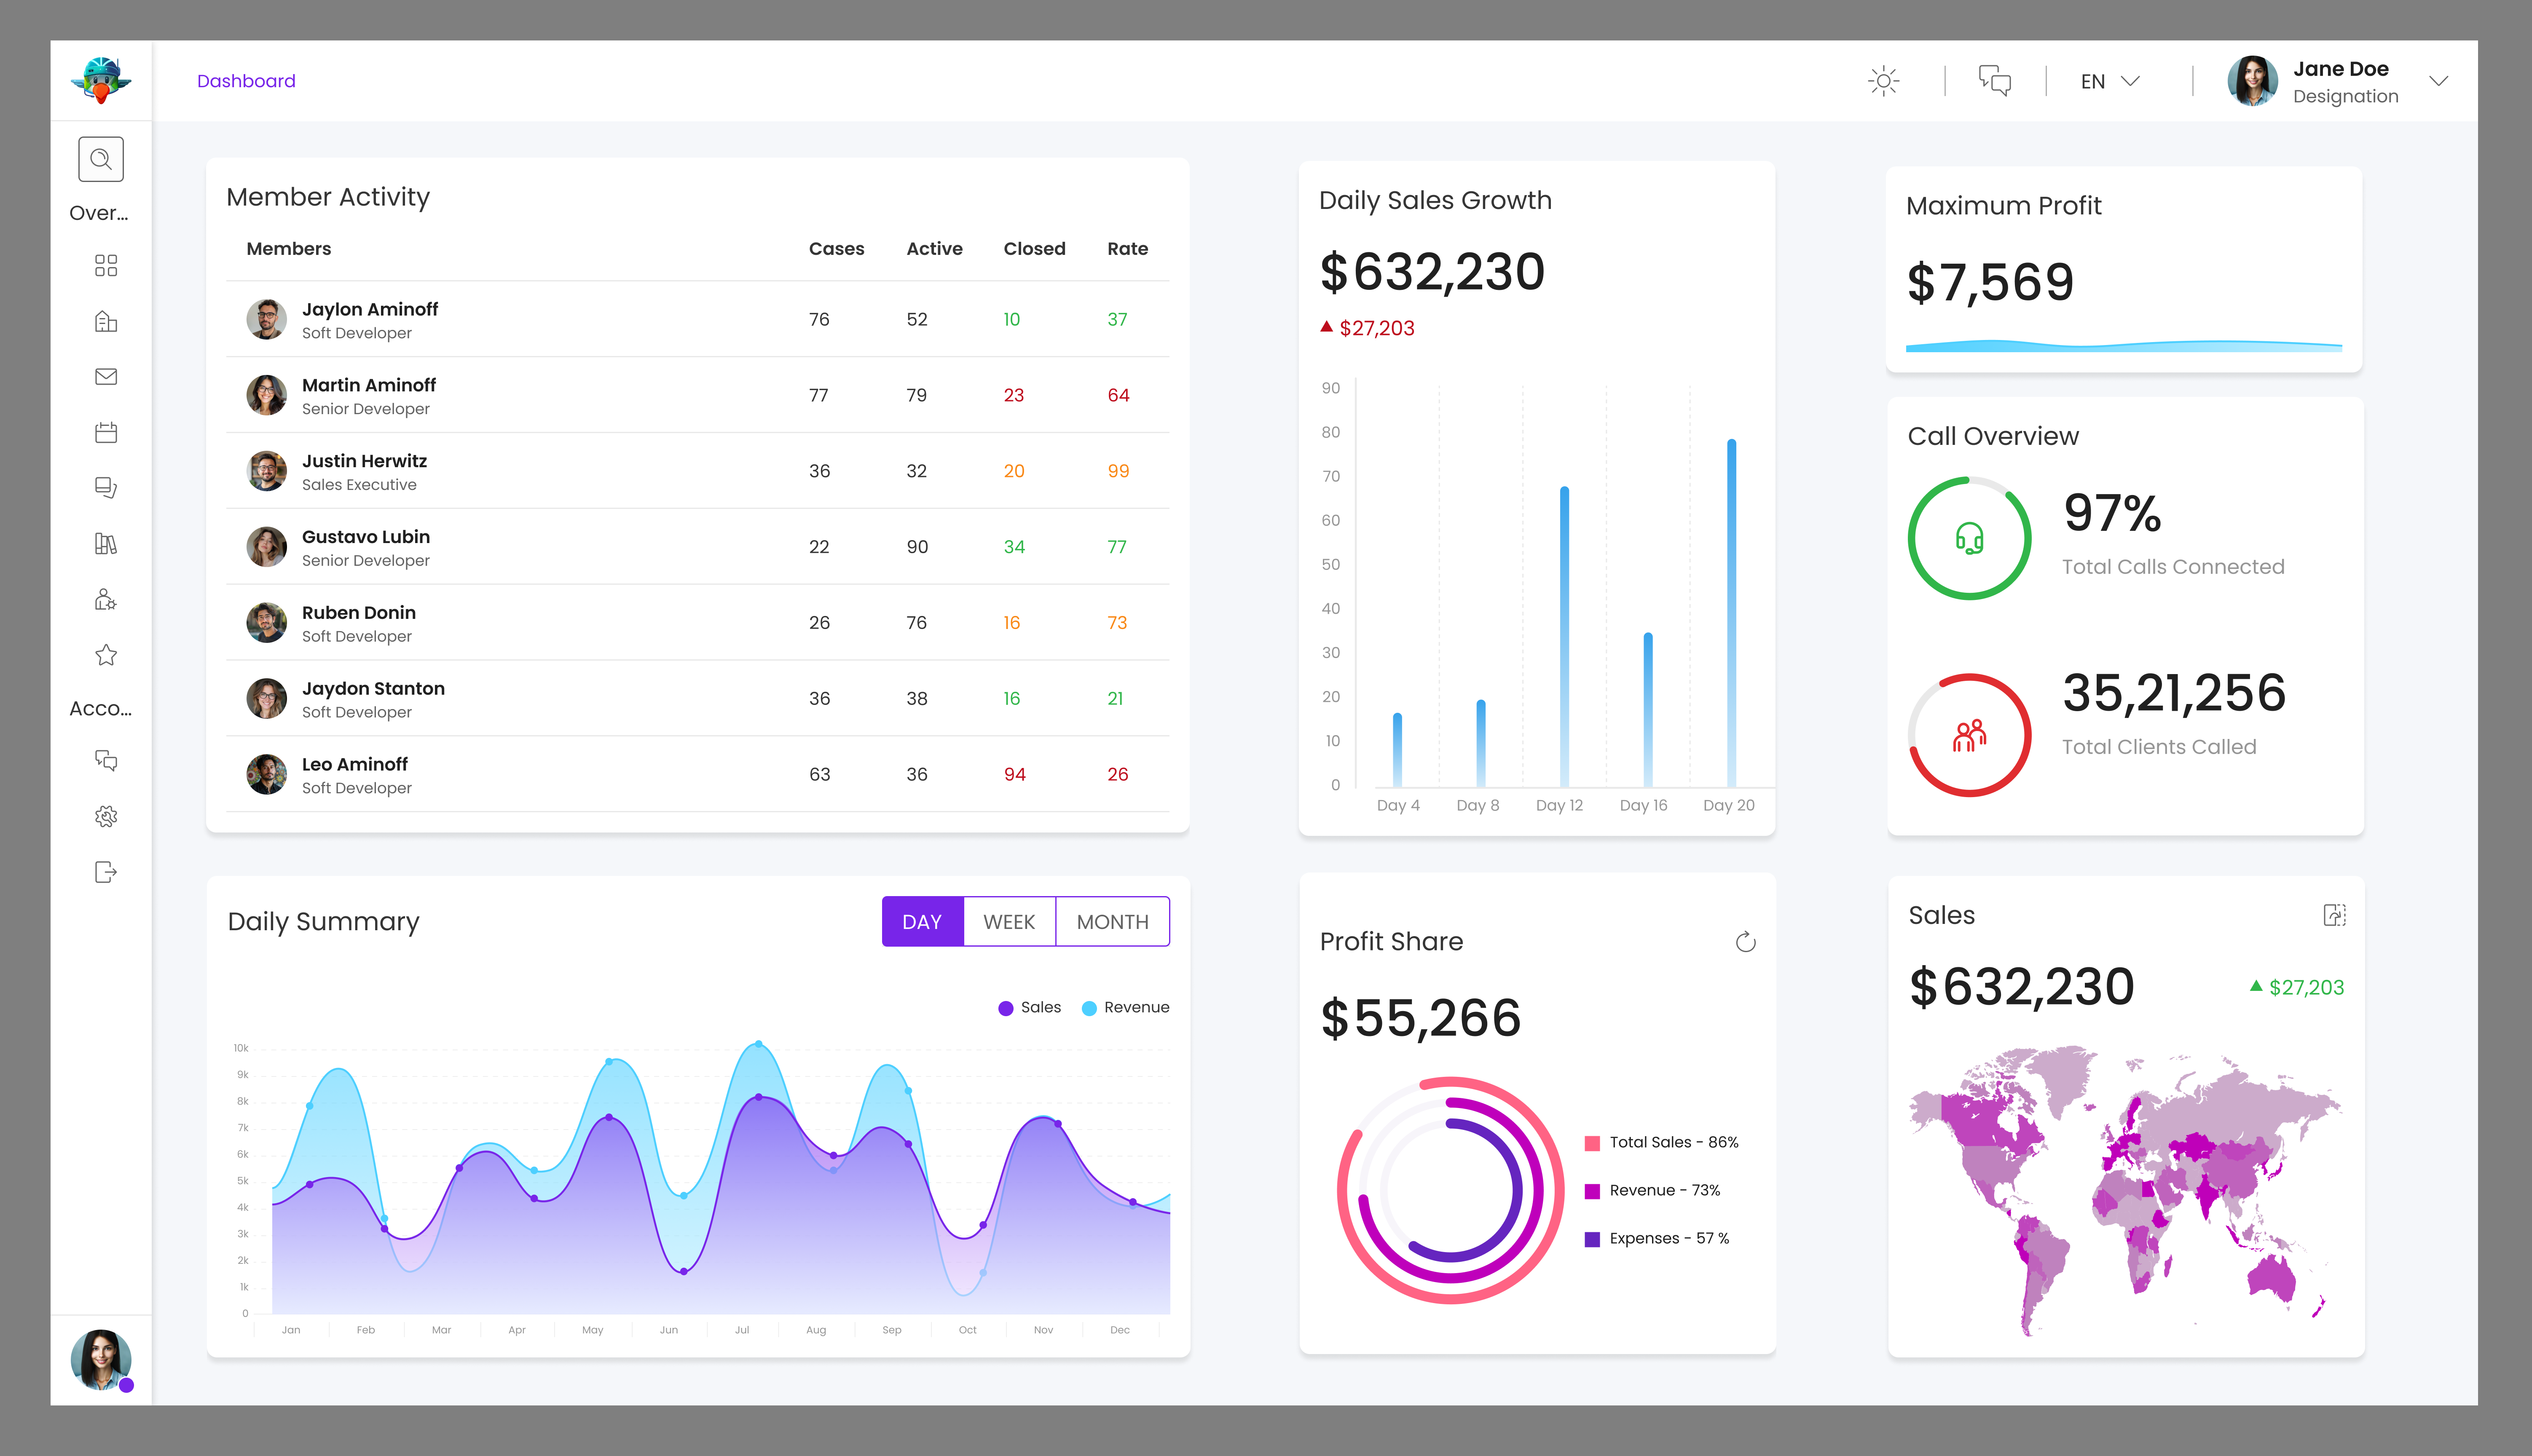 Dashboard
EN
Jane Doe
Designation
Over...
Acco...
Member Activity
Members Cases Active Closed Rate
Jaylon Aminoff
Soft Developer
76 52 10 37
Martin Aminoff
Senior Developer
77 79 23 64
Justin Herwitz
Sales Executive
36 32 20 99
Gustavo Lubin
Senior Developer
22 90 34 77
Ruben Donin
Soft Developer
26 76 16 73
Jaydon Stanton
Soft Developer
36 38 16 21
Leo Aminoff
Soft Developer
63 36 94 26
Daily Sales Growth
$632,230
$27,203
90
80
70
60
50
40
30
20
10
0
Day 4 Day 8 Day 12 Day 16 Day 20
Maximum Profit
$7,569
Call Overview
97%
Total Calls Connected
35,21,256
Total Clients Called
Daily Summary
DAY WEEK MONTH
Sales Revenue
10k
9k
8k
7k
6k
5k
4k
3k
2k
1k
0
Jan Feb Mar Apr May Jun Jul Aug Sep Oct Nov Dec
Profit Share
$55,266
Total Sales - 86%
Revenue - 73%
Expenses - 57 %
Sales
$632,230
$27,203